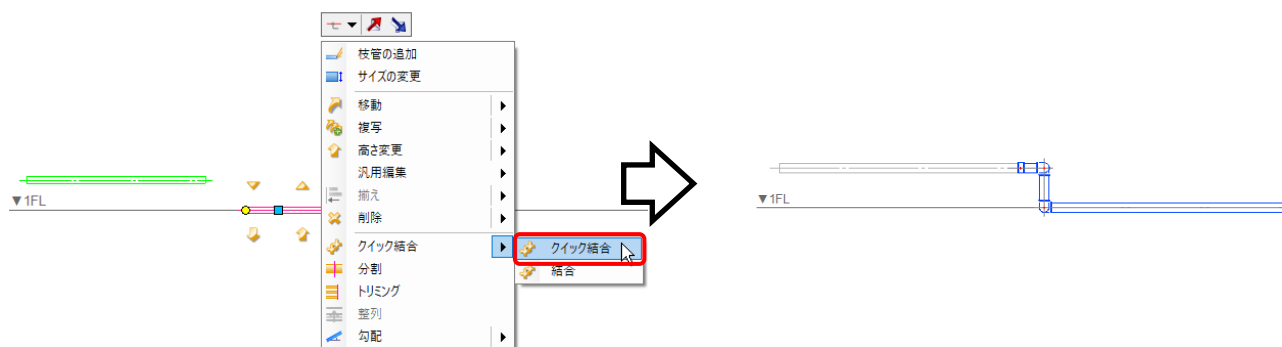 枝管の追加
サイズの変更
移動
複写
高さ変更
汎用編集
揃え
削除
クイック結合
分割
トリミング
整列
勾配
クイック結合
結合
▼1FL
▼1FL